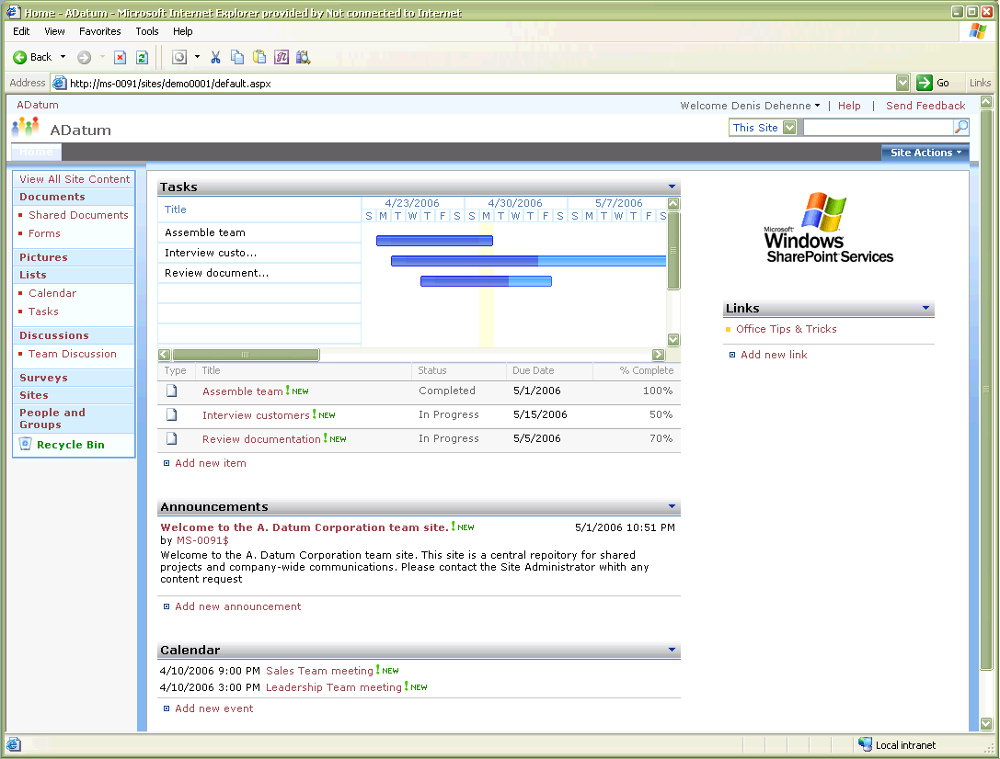 Home - ADatum - Microsoft Internet Explorer provided by Not connected to Internet
Edit View Favorites Tools Help
Back
Address http://ms-0091/sites/demo0001/default.aspx Go Links
ADatum Welcome Denis Dehenne | Help | Send Feedback
ADatum This Site
Home Site Actions
View All Site Content
Documents
Shared Documents
Forms
Pictures
Lists
Calendar
Tasks
Discussions
Team Discussion
Surveys
Sites
People and
Groups
Recycle Bin
Tasks
Title 4/23/2006 4/30/2006 5/7/2006
S M T W T F S S M T W T F S S M T W T F S
Assemble team
Interview custo...
Review document...
Type Title Status Due Date % Complete
Assemble team ! NEW Completed 5/1/2006 100%
Interview customers ! NEW In Progress 5/15/2006 50%
Review documentation ! NEW In Progress 5/5/2006 70%
Add new item
Announcements
Welcome to the A. Datum Corporation team site. ! NEW 5/1/2006 10:51 PM
by MS-0091$
Welcome to the A. Datum Corporation team site. This site is a central repoitory for shared
projects and company-wide communications. Please contact the Site Administrator whith any
content request
Add new announcement
Calendar
4/10/2006 9:00 PM Sales Team meeting ! NEW
4/10/2006 3:00 PM Leadership Team meeting ! NEW
Add new event
Microsoft
Windows
SharePoint Services
Links
Office Tips & Tricks
Add new link
Local intranet